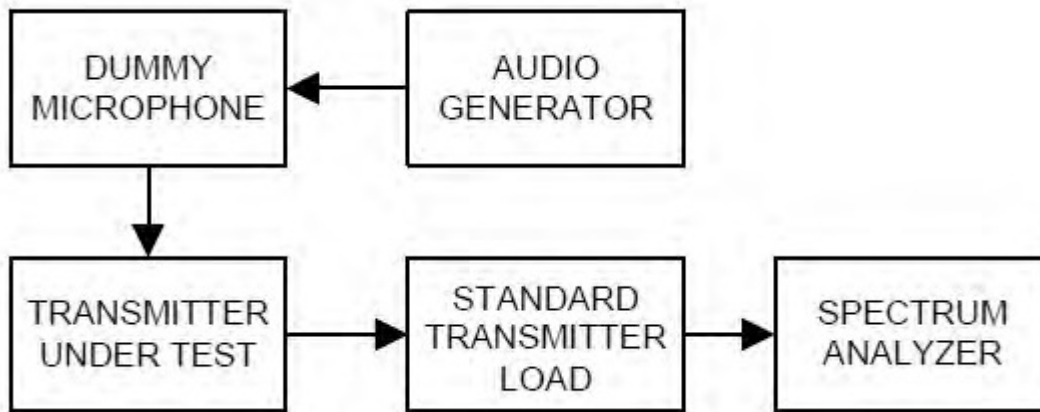 DUMMY
MICROPHONE
AUDIO
GENERATOR
TRANSMITTER
UNDER TEST
STANDARD
TRANSMITTER
LOAD
SPECTRUM
ANALYZER